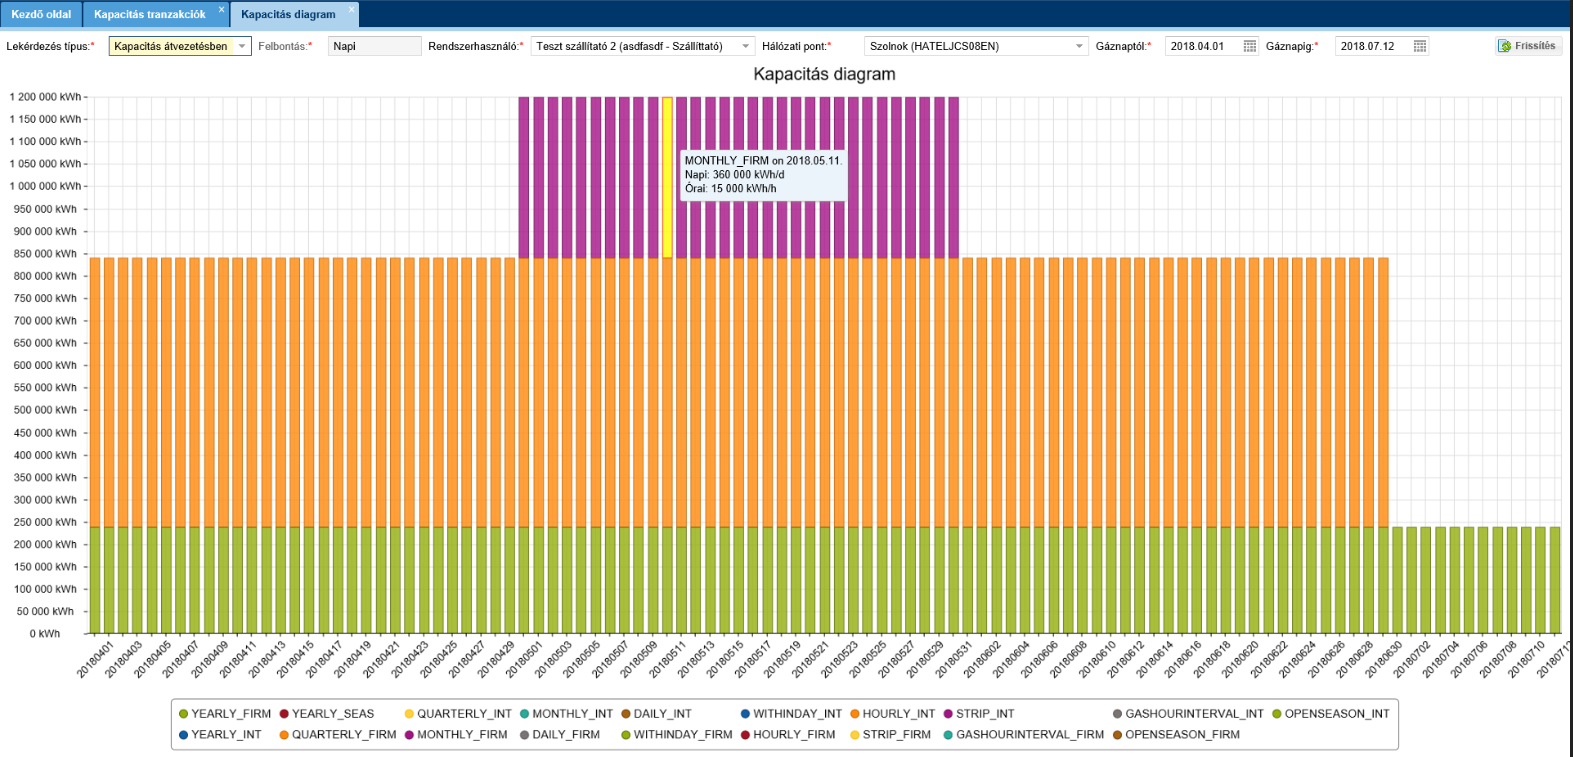 Kezdő oldal
Kapacitás tranzakciók
Kapacitás diagram
Lekérdezés típus:* Kapacitás átvezetésben Felbontás:* Napi Rendszerhasználó:* Teszt szállító 2 (asdfasdf - Szállíttató) Hálózati pont:* Szolnok (HATELJCS08EN) Gáznaptól:* 2018.04.01 Gáznapig:* 2018.07.12 Frissítés
Kapacitás diagram
1 200 000 kWh
1 150 000 kWh
1 100 000 kWh
1 050 000 kWh
1 000 000 kWh
950 000 kWh
900 000 kWh
850 000 kWh
800 000 kWh
750 000 kWh
700 000 kWh
650 000 kWh
600 000 kWh
550 000 kWh
500 000 kWh
450 000 kWh
400 000 kWh
350 000 kWh
300 000 kWh
250 000 kWh
200 000 kWh
150 000 kWh
100 000 kWh
50 000 kWh
0 kWh
MONTHLY_FIRM on 2018.05.11.
Napi: 360 000 kWh/d
Órai: 15 000 kWh/h
20180401 20180403 20180405 20180407 20180409 20180411 20180413 20180415 20180417 20180419 20180421 20180423 20180425 20180427 20180429 20180501 20180503 20180505 20180507 20180509 20180511 20180513 20180515 20180517 20180519 20180521 20180523 20180525 20180527 20180529 20180531 20180602 20180604 20180606 20180608 20180610 20180612 20180614 20180616 20180618 20180620 20180622 20180624 20180626 20180628 20180630 20180702 20180704 20180706 20180708 20180710
YEARLY_FIRM YEARLY_SEAS QUARTERLY_INT MONTHLY_INT DAILY_INT WITHINDAY_INT HOURLY_INT STRIP_INT GASHOURINTERVAL_INT OPENSEASON_INT
YEARLY_INT QUARTERLY_FIRM MONTHLY_FIRM DAILY_FIRM WITHINDAY_FIRM HOURLY_FIRM STRIP_FIRM GASHOURINTERVAL_FIRM OPENSEASON_FIRM